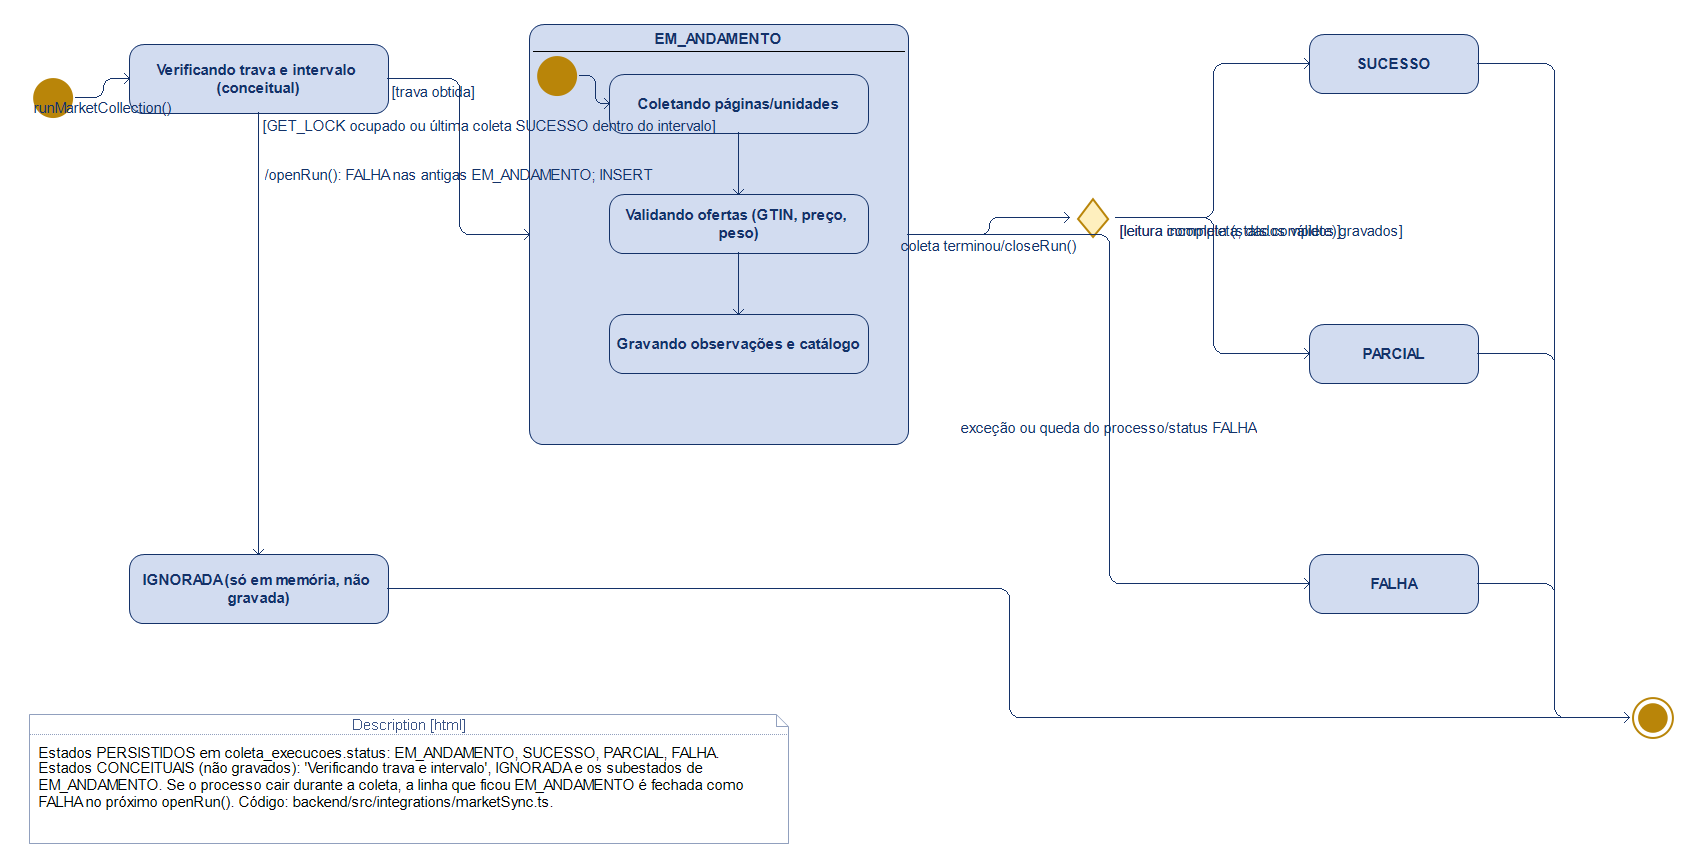 EM_ANDAMENTO
Verificando trava e intervalo
(conceitual)
SUCESSO
runMarketCollection()
[trava obtida]
Coletando páginas/unidades
[GET_LOCK ocupado ou última coleta SUCESSO dentro do intervalo]
/openRun(): FALHA nas antigas EM_ANDAMENTO; INSERT
Validando ofertas (GTIN, preço,
peso)
coleta terminou/closeRun()
[leitura gravados]
Gravando observações e catálogo
PARCIAL
exceção ou queda do processo/status FALHA
IGNORADA (só em memória, não
gravada)
FALHA
Description [html]
Estados PERSISTIDOS em coleta_execucoes.status: EM_ANDAMENTO, SUCESSO, PARCIAL, FALHA.
Estados CONCEITUAIS (não gravados): 'Verificando trava e intervalo', IGNORADA e os subestados de
EM_ANDAMENTO. Se o processo cair durante a coleta, a linha que ficou EM_ANDAMENTO é fechada como
FALHA no próximo openRun(). Código: backend/src/integrations/marketSync.ts.